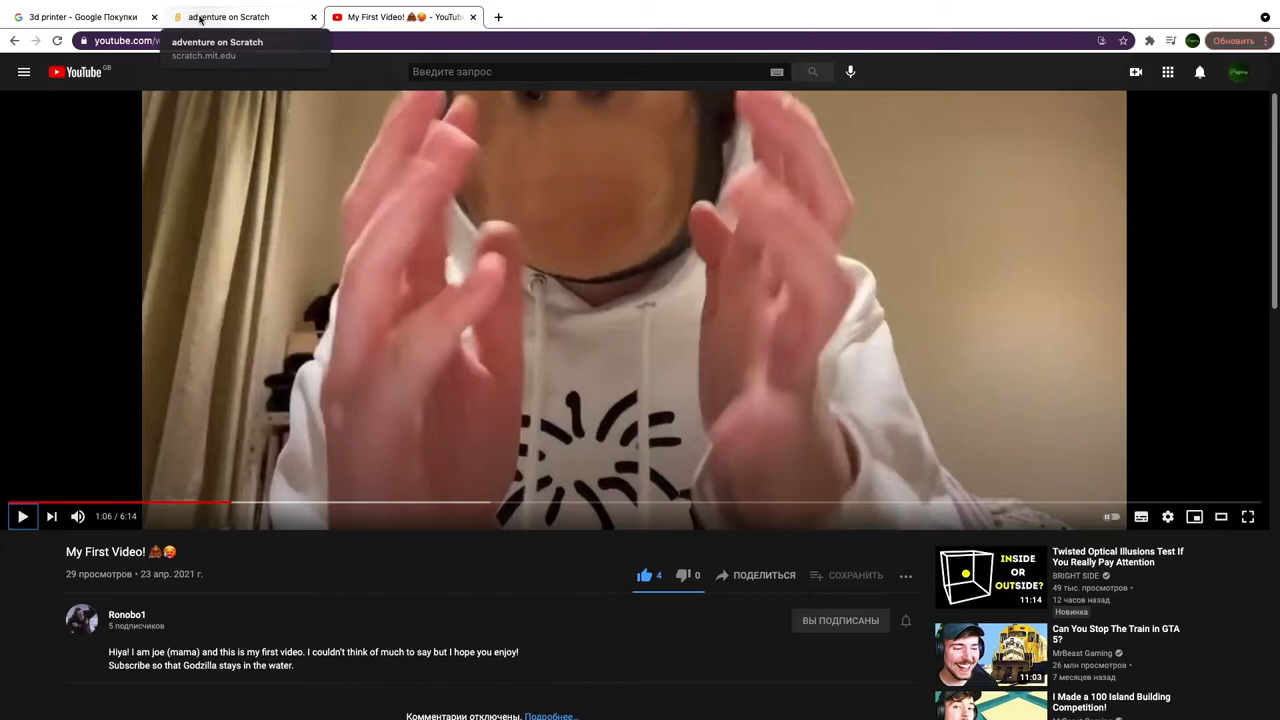 3d printer - Google Покупки
adventure on Scratch
My First Video! 💩🥵 - YouTub
youtube.com/w
adventure on Scratch
scratch.mit.edu
Обновить
YouTube GB
Введите запрос
1:06 / 6:14
My First Video! 💩🥵
29 просмотров • 23 апр. 2021 г.
4
0
ПОДЕЛИТЬСЯ
СОХРАНИТЬ
Ronobo1
5 подписчиков
ВЫ ПОДПИСАНЫ
Hiya! I am joe (mama) and this is my first video. I couldn't think of much to say but I hope you enjoy!
Subscribe so that Godzilla stays in the water.
Комментарии отключены. Подробнее...
INSIDE
OR
OUTSIDE?
11:14
Twisted Optical Illusions Test If
You Really Pay Attention
BRIGHT SIDE
49 тыс. просмотров •
12 часов назад
Новинка
11:03
Can You Stop The Train in GTA
5?
MrBeast Gaming
26 млн просмотров •
7 месяцев назад
I Made a 100 Island Building
Competition!
MrBeast Gaming